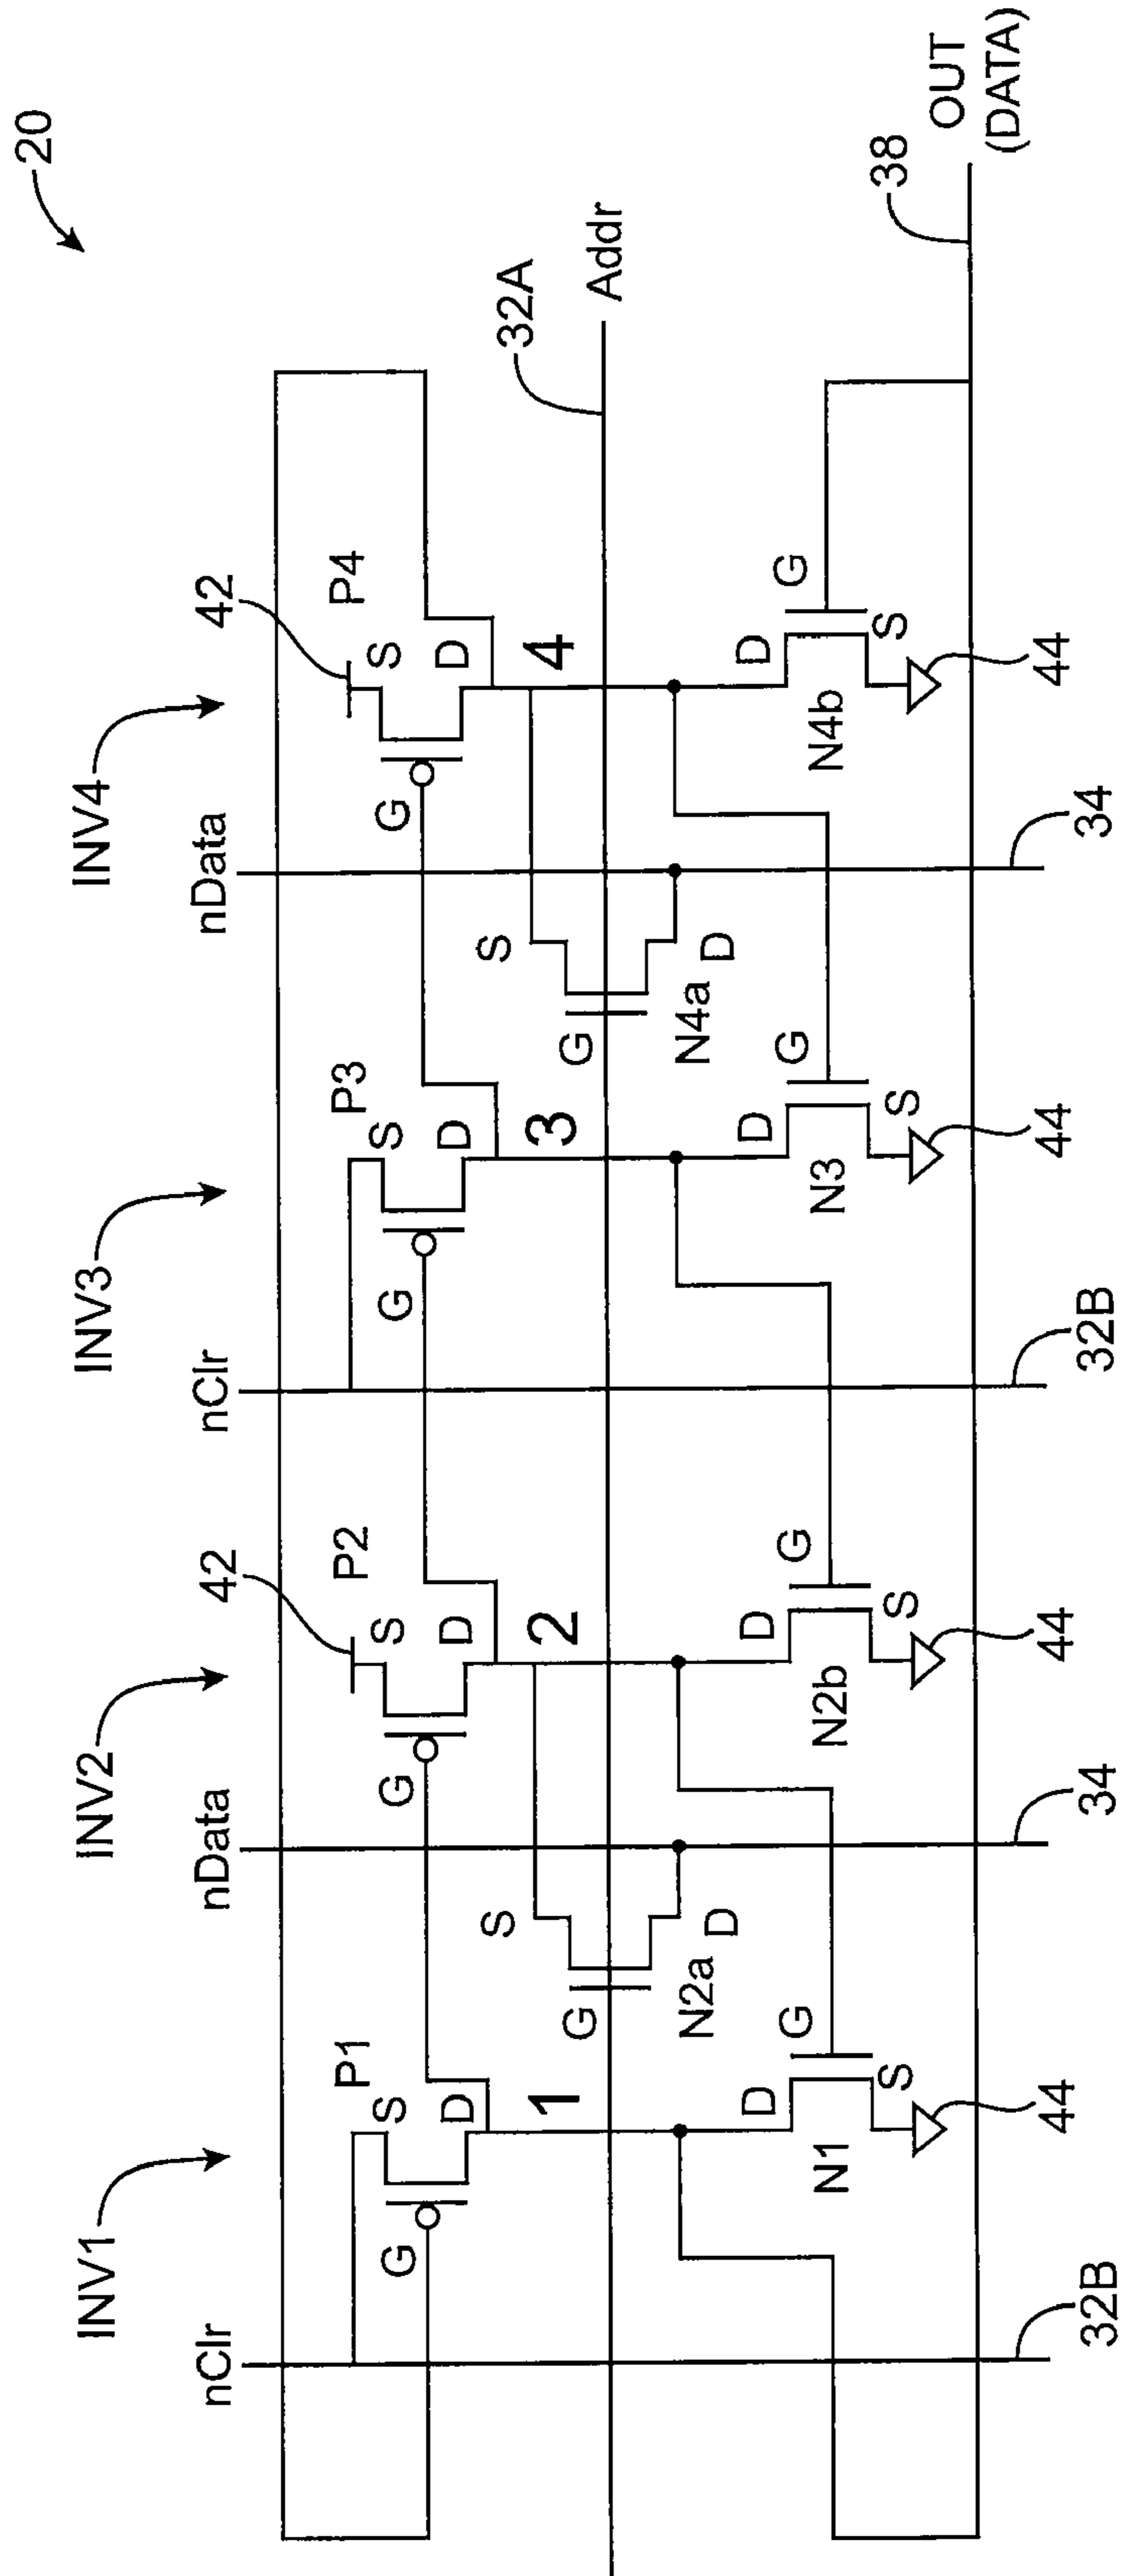 20
INV1 INV2 INV3 INV4
nClr nData 42 nClr nData 42
P1 P2 P3 P4
S S S S
G G G G
D D D D
S S
32A
1 2 3 4
G G Addr
N2a N4a
D D
D D D D
G G G G
N1 N2b N3 N4b
S S S S
38
OUT
(DATA)
44 44 44 44
32B 34 32B 34